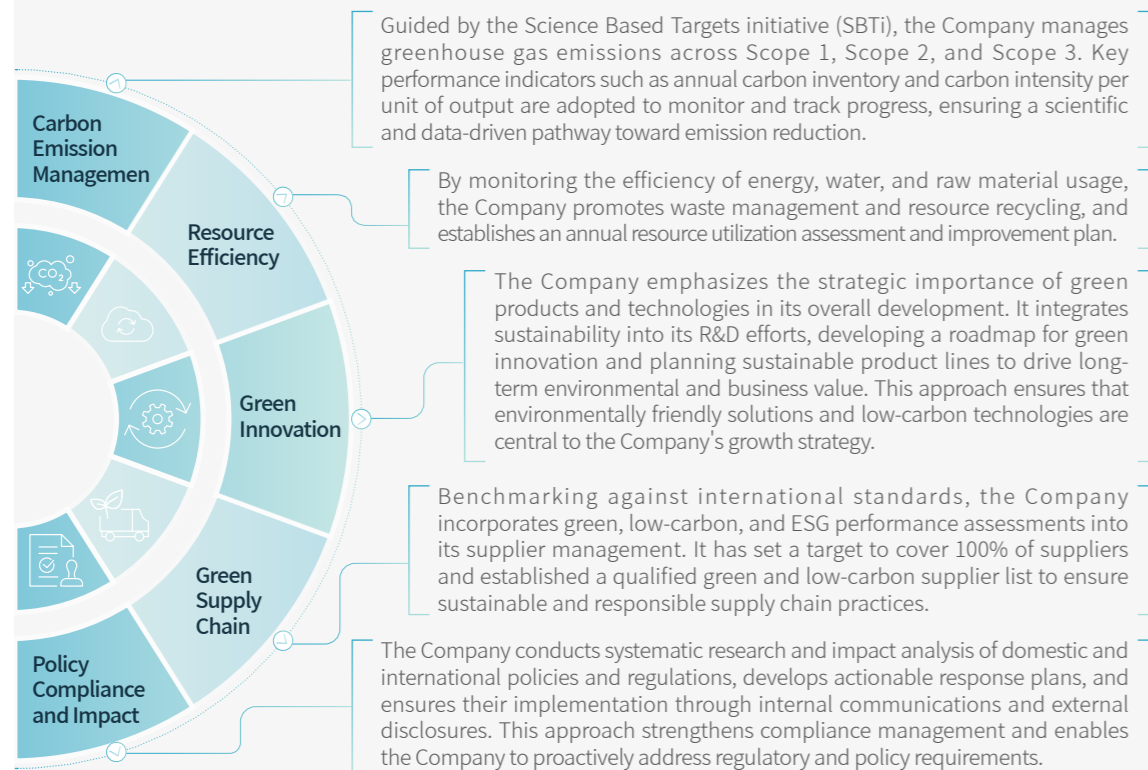 Carbon
Emission
Managemen
Guided by the Science Based Targets initiative (SBTi), the Company manages
greenhouse gas emissions across Scope 1, Scope 2, and Scope 3. Key
performance indicators such as annual carbon inventory and carbon intensity per
unit of output are adopted to monitor and track progress, ensuring a scientific
and data-driven pathway toward emission reduction.
Resource
Efficiency
By monitoring the efficiency of energy, water, and raw material usage,
the Company promotes waste management and resource recycling, and
establishes an annual resource utilization assessment and improvement plan.
CO2
Green
Innovation
The Company emphasizes the strategic importance of green
products and technologies in its overall development. It integrates
sustainability into its R&D efforts, developing a roadmap for green
innovation and planning sustainable product lines to drive long-
term environmental and business value. This approach ensures that
environmentally friendly solutions and low-carbon technologies are
central to the Company's growth strategy.
Green
Supply
Chain
Benchmarking against international standards, the Company
incorporates green, low-carbon, and ESG performance assessments into
its supplier management. It has set a target to cover 100% of suppliers
and established a qualified green and low-carbon supplier list to ensure
sustainable and responsible supply chain practices.
Policy
Compliance
and Impact
The Company conducts systematic research and impact analysis of domestic and
international policies and regulations, develops actionable response plans, and
ensures their implementation through internal communications and external
disclosures. This approach strengthens compliance management and enables
the Company to proactively address regulatory and policy requirements.